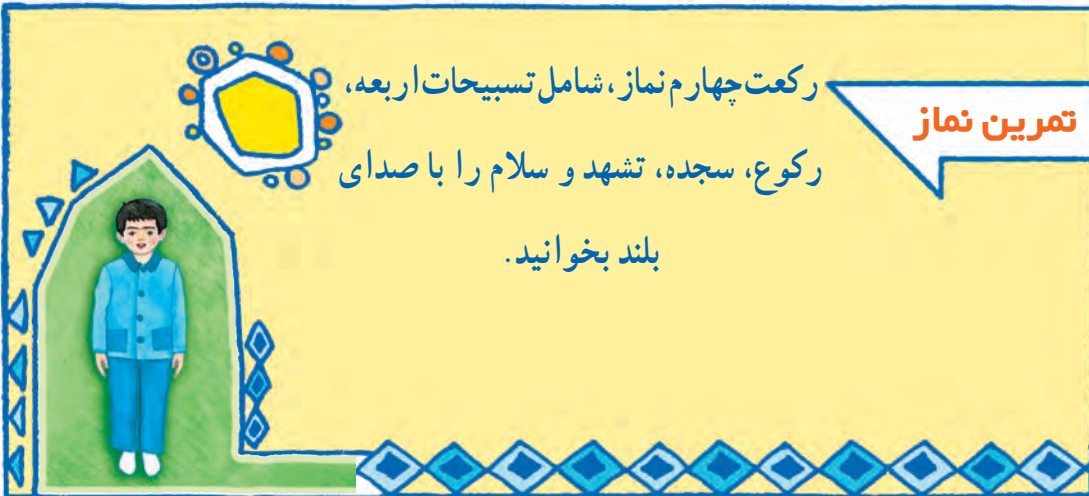 تمرین نماز
رکعت چهارم نماز، شامل تسبیحات اربعه،
رکوع، سجده، تشهد و سلام را با صدای
بلند بخوانید.